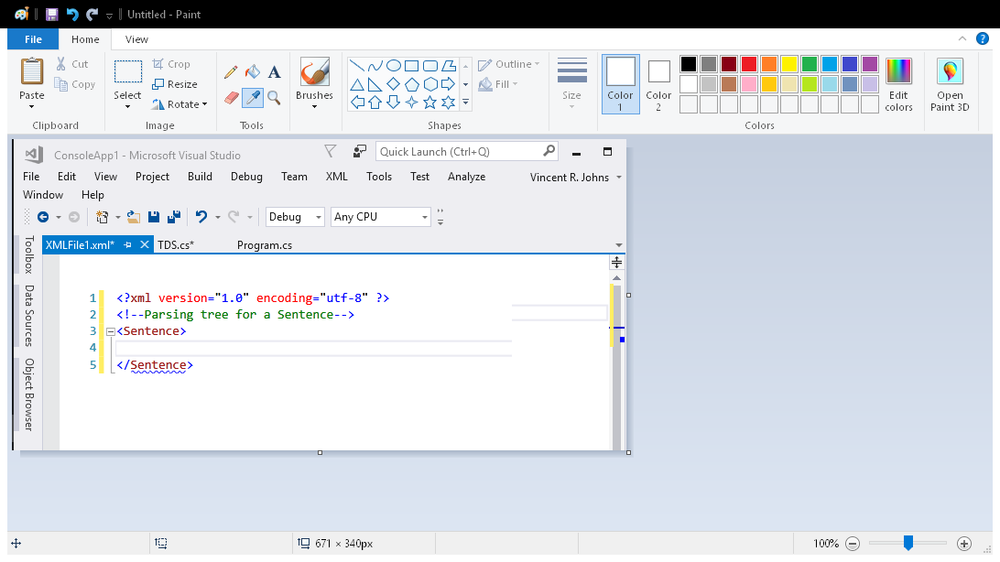 Untitled - Paint
File Home View
Paste Cut Copy Clipboard
Select Crop Resize Rotate Image
A
Tools
Brushes
Shapes Outline Fill
Size
Color 1 Color 2 Edit colors Colors
Open Paint 3D
ConsoleApp1 - Microsoft Visual Studio
Quick Launch (Ctrl+Q)
File Edit View Project Build Debug Team XML Tools Test Analyze
Vincent R. Johns
Window Help
Debug Any CPU
Toolbox
Data Sources
Object Browser
XMLFile1.xml* TDS.cs* Program.cs
1 <?xml version="1.0" encoding="utf-8" ?>
2 <!--Parsing tree for a Sentence-->
3 <Sentence>
4
5 </Sentence>
671 × 340px
100%